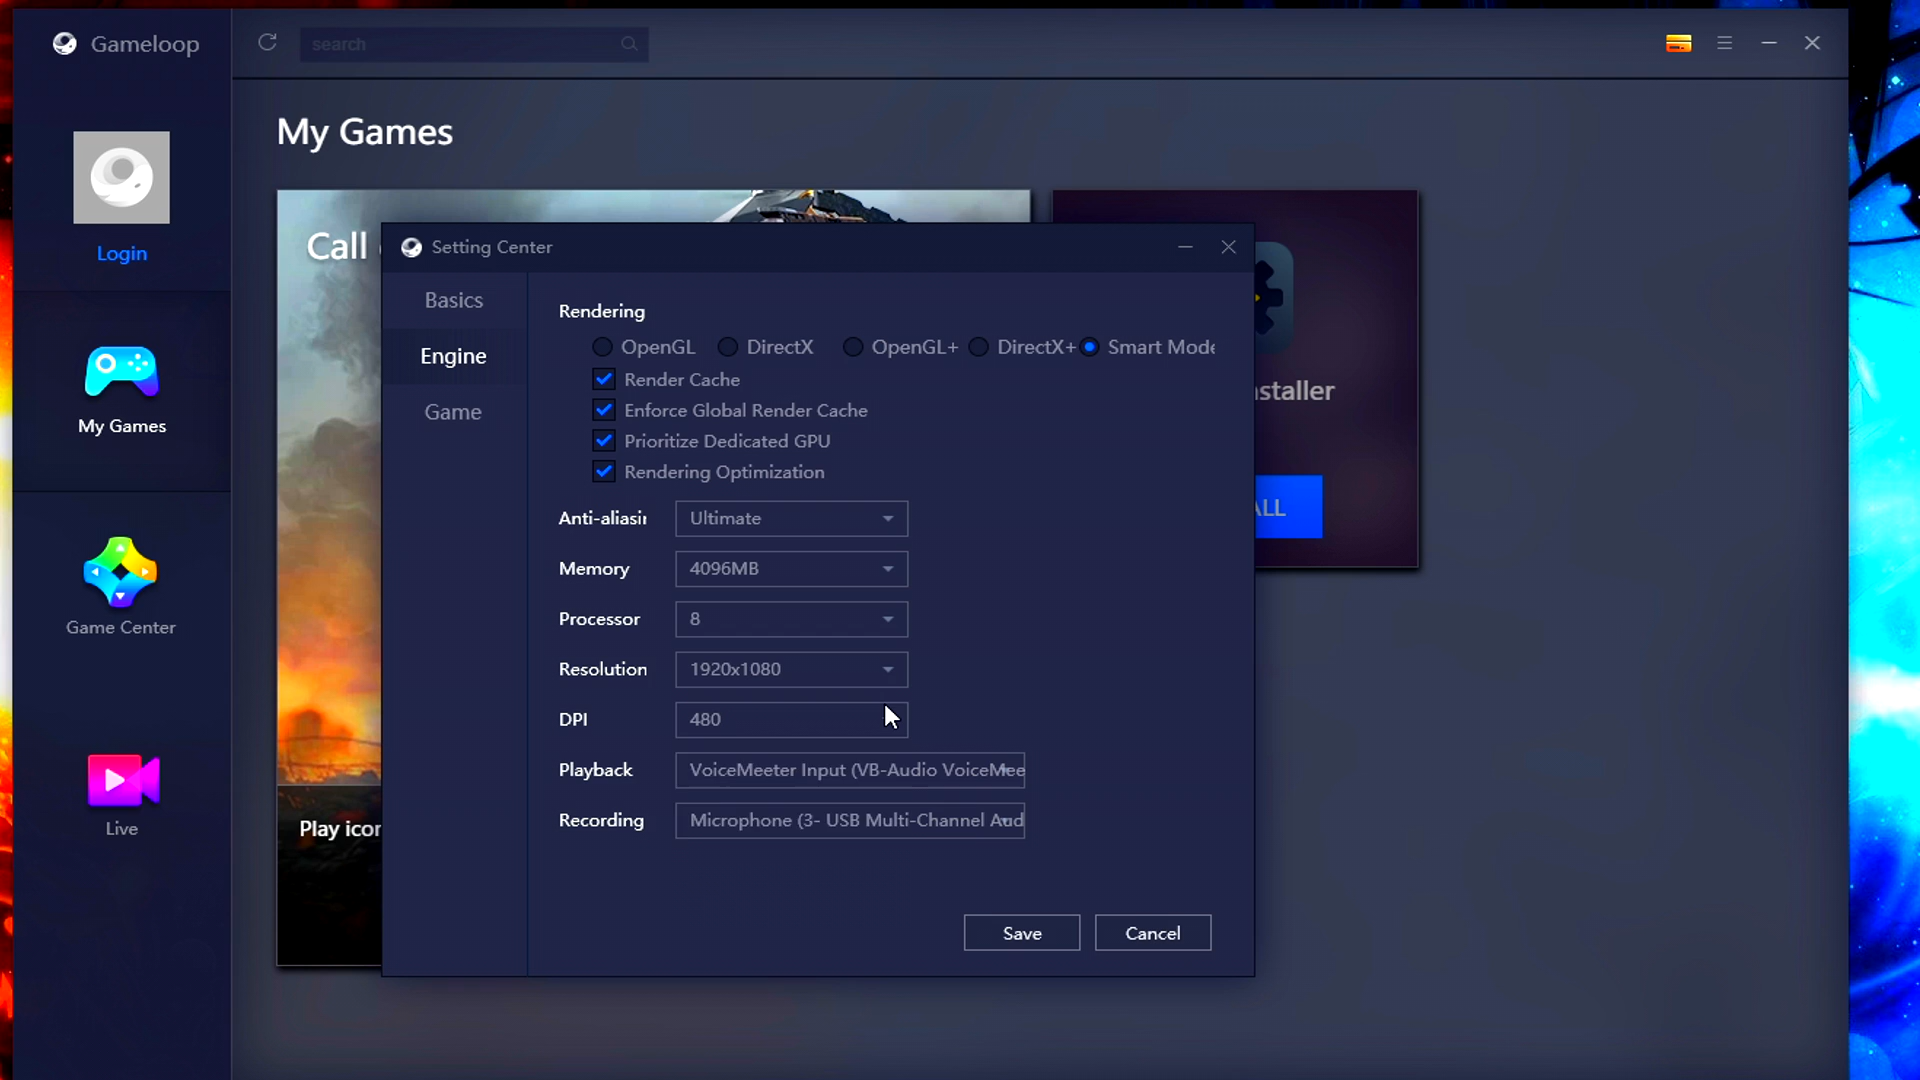 Gameloop
search
Login
My Games
Game Center
Live
My Games
Call
Play icon
staller
ALL
Setting Center
Basics
Engine
Game
Rendering
OpenGL DirectX OpenGL+ DirectX+ Smart Mode
Render Cache
Enforce Global Render Cache
Prioritize Dedicated GPU
Rendering Optimization
Anti-aliasin Ultimate
Memory 4096MB
Processor 8
Resolution 1920x1080
DPI 480
Playback VoiceMeeter Input (VB-Audio VoiceMee
Recording Microphone (3- USB Multi-Channel Aud
Save Cancel